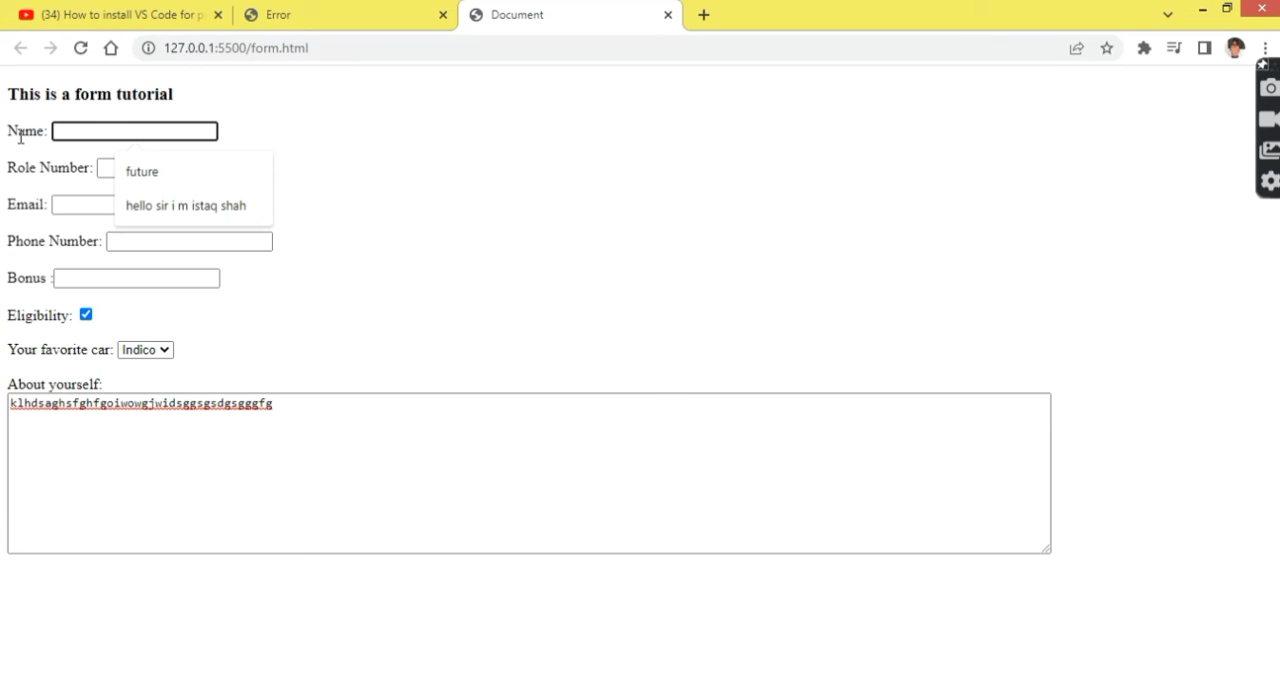 (34) How to install VS Code for p
Error
Document
127.0.0.1:5500/form.html
This is a form tutorial
Name:
future
Role Number:
hello sir i m istaq shah
Email:
Phone Number:
Bonus :
Eligibility:
Your favorite car: Indico
About yourself:
klhdsaghsfghfgoiwowgjwidsggsgsdgsgggfg